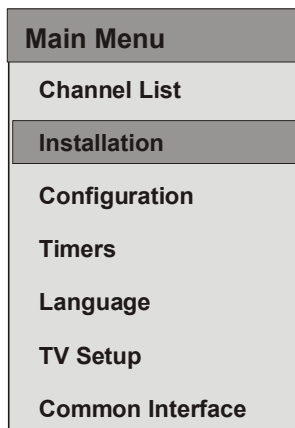 Main Menu
Channel List
Installation
Configuration
Timers
Language
TV Setup
Common Interface